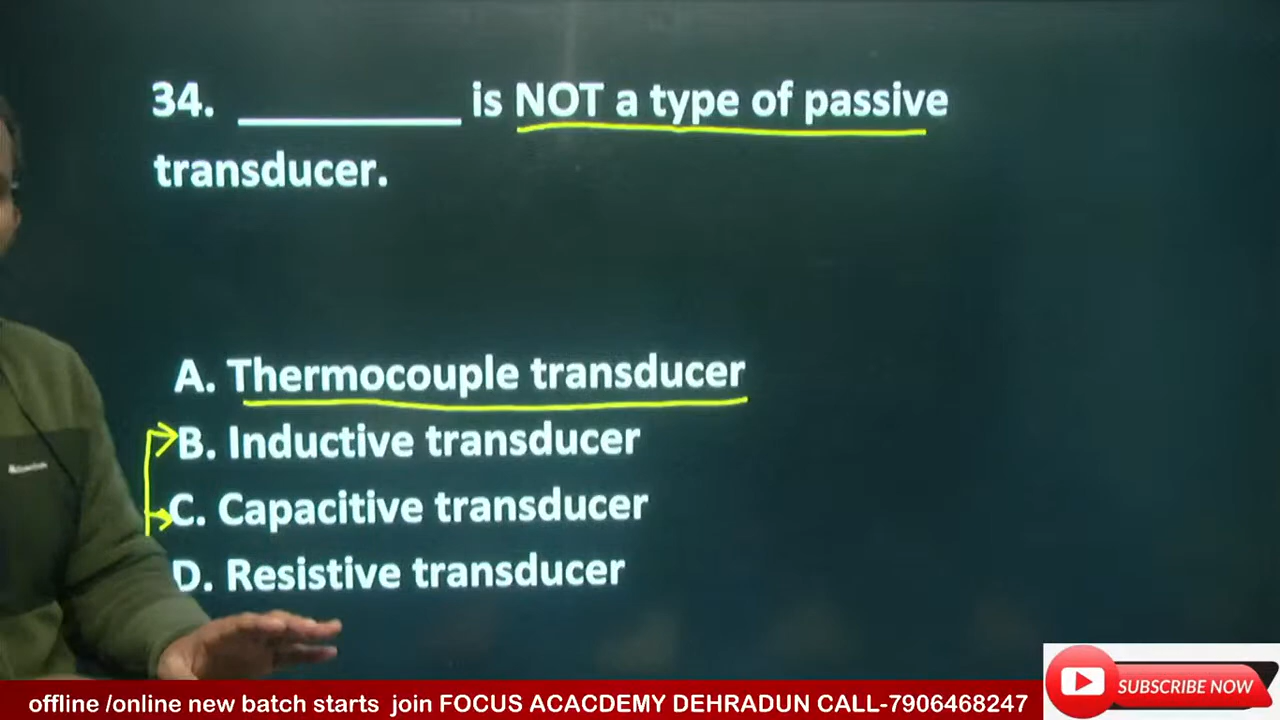 34. __________ is NOT a type of passive
transducer.
A. Thermocouple transducer
B. Inductive transducer
C. Capacitive transducer
D. Resistive transducer
offline /online new batch starts join FOCUS ACACDEMY DEHRADUN CALL-7906468247
SUBSCRIBE NOW